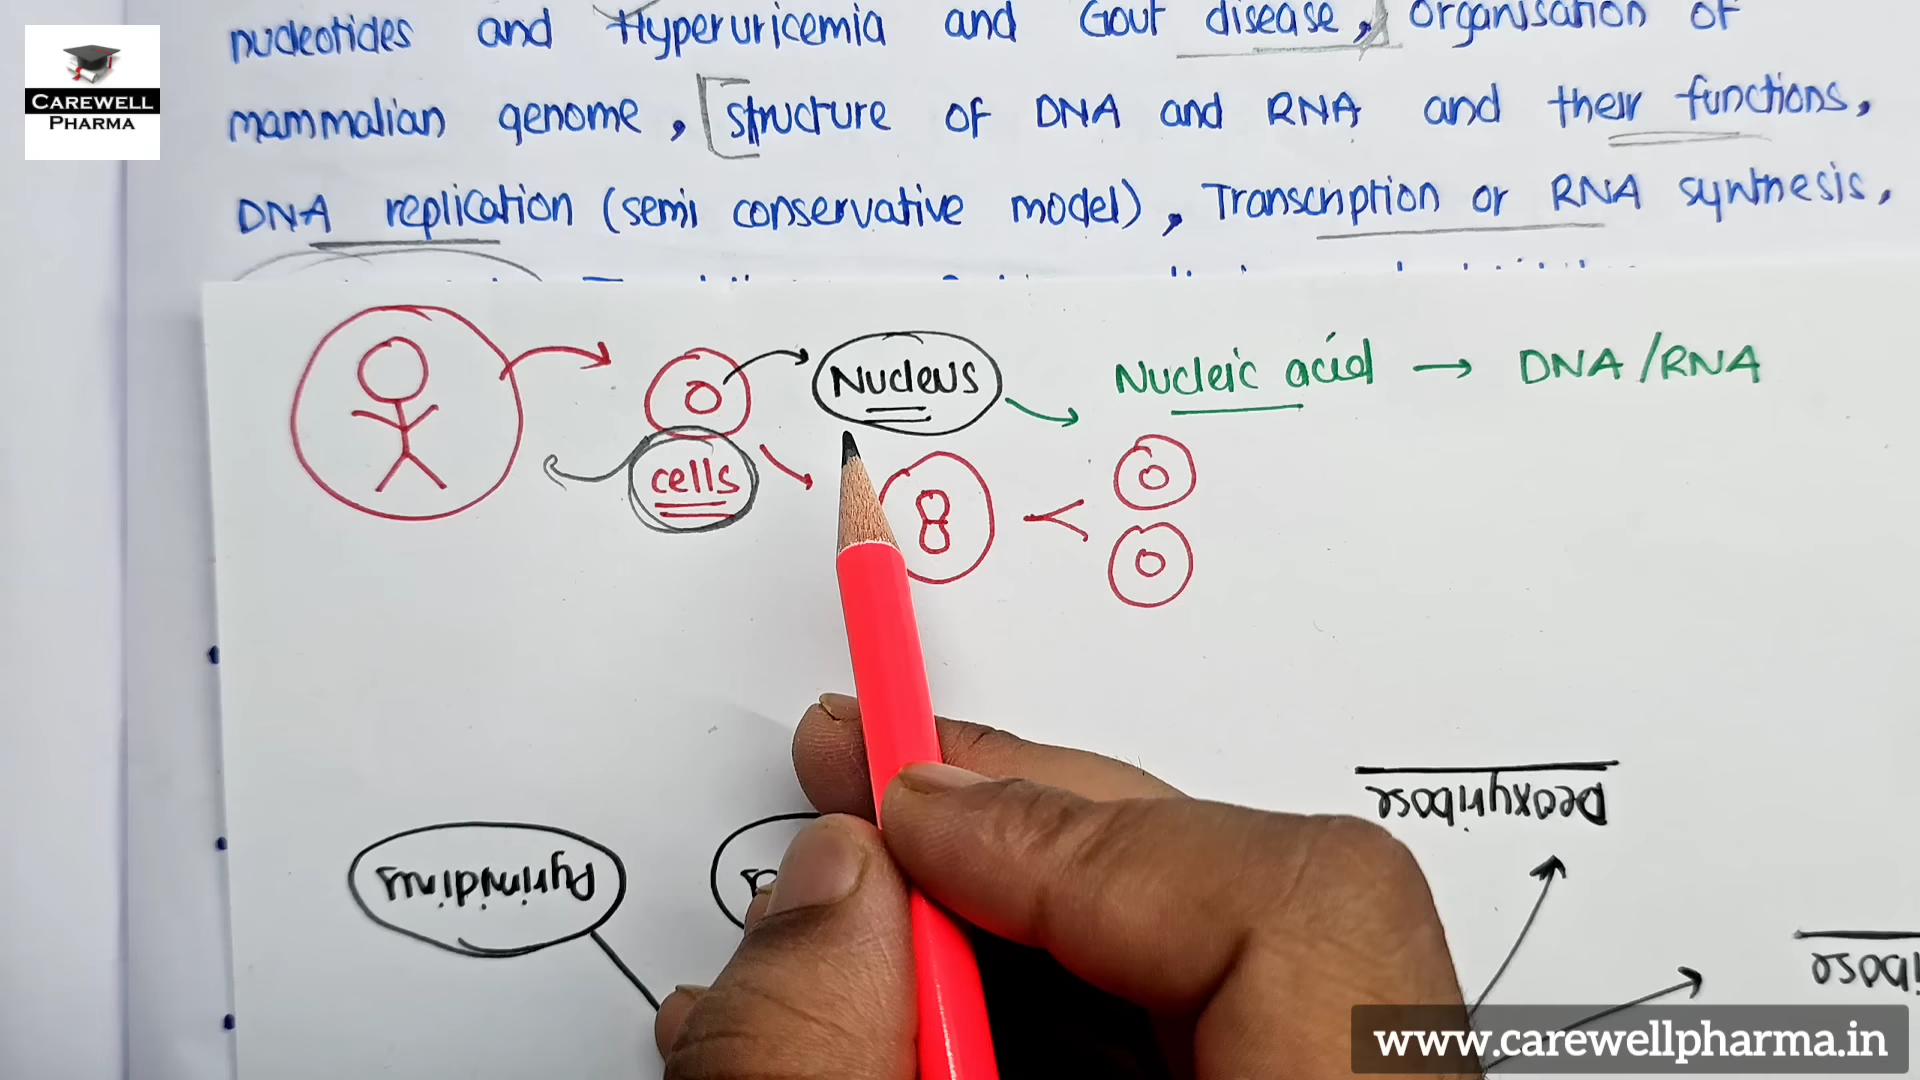 CAREWELL
PHARMA
nucleotides and Hyperuricemia and Gout disease, Organisation of
mammalian genome, structure of DNA and RNA and their functions,
DNA replication (semi conservative model), Transcription or RNA synthesis,
Nucleus
Nucleic acid → DNA/RNA
cells
Deoxyribose
Pyrimidins
www.carewellpharma.in